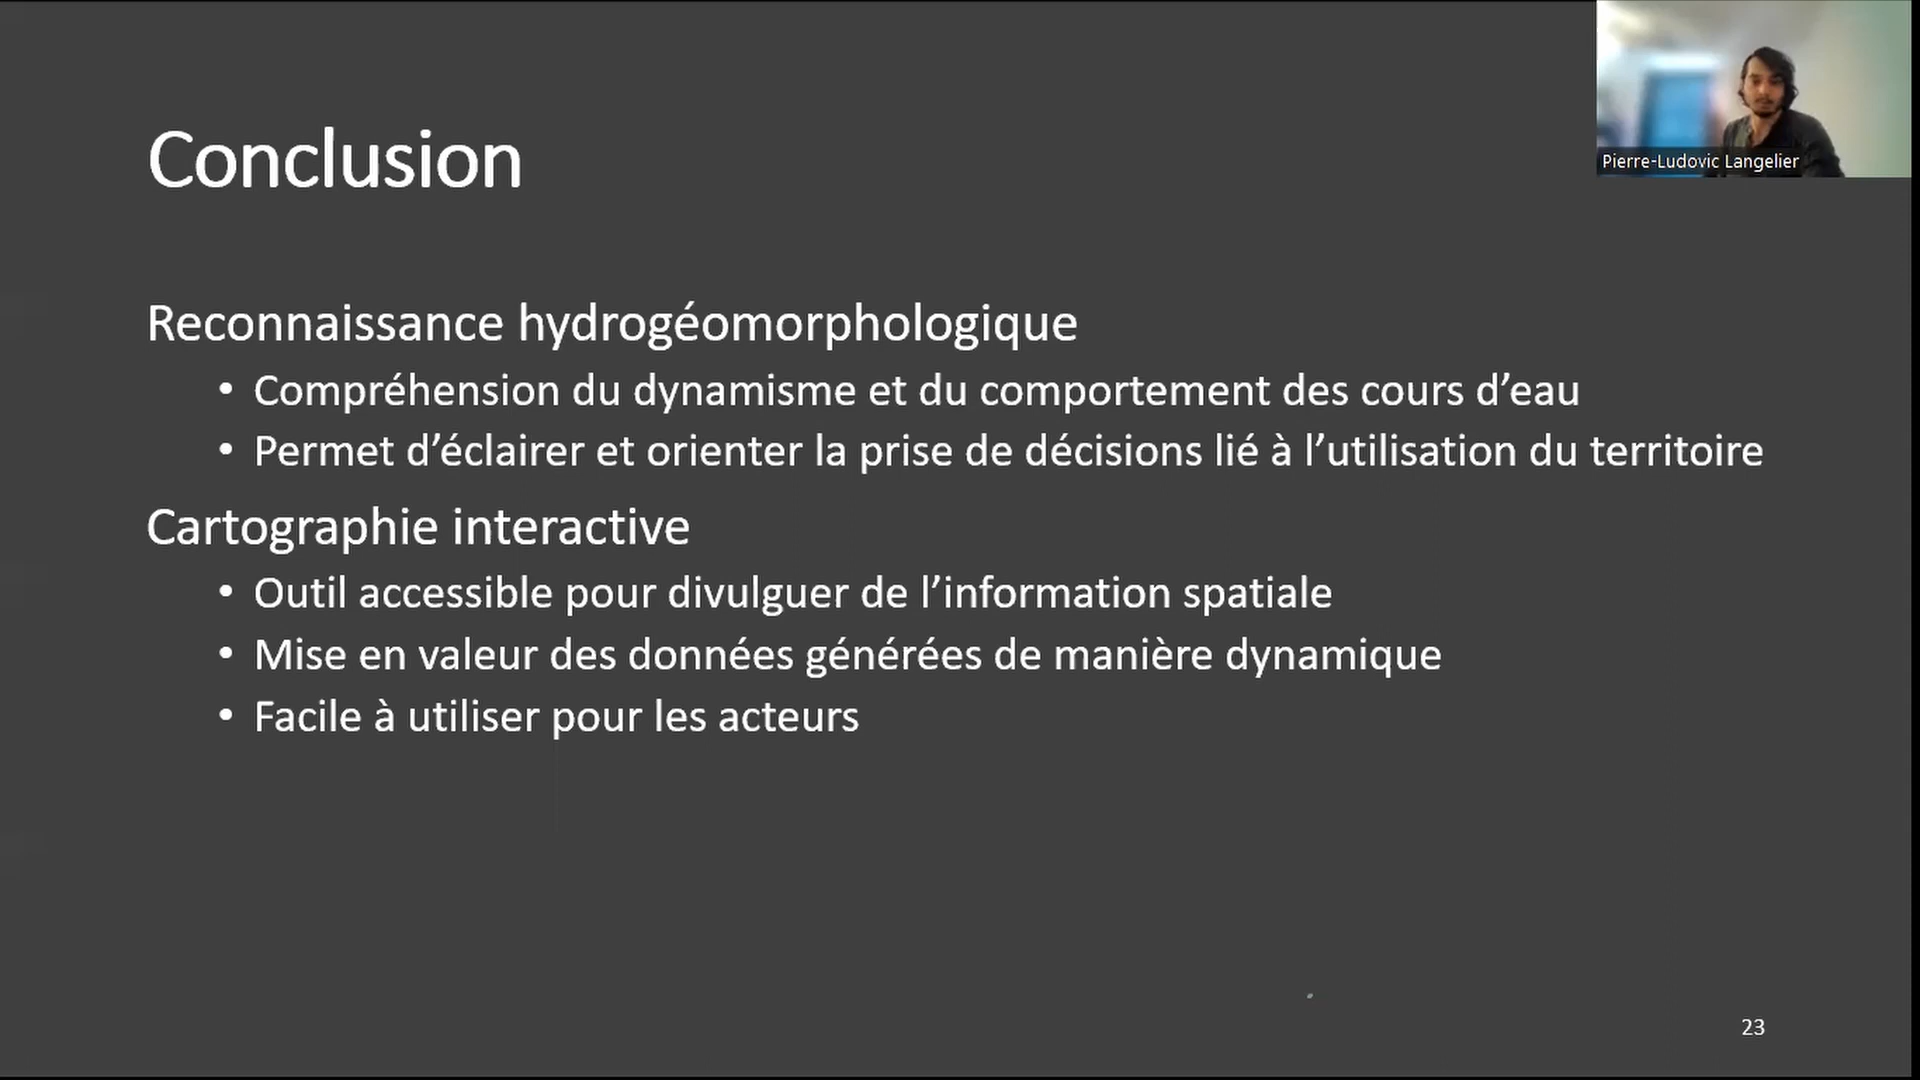 Pierre-Ludovic Langelier
Conclusion
Reconnaissance hydrogéomorphologique
• Compréhension du dynamisme et du comportement des cours d’eau
• Permet d’éclairer et orienter la prise de décisions lié à l’utilisation du territoire
Cartographie interactive
• Outil accessible pour divulguer de l’information spatiale
• Mise en valeur des données générées de manière dynamique
• Facile à utiliser pour les acteurs
23